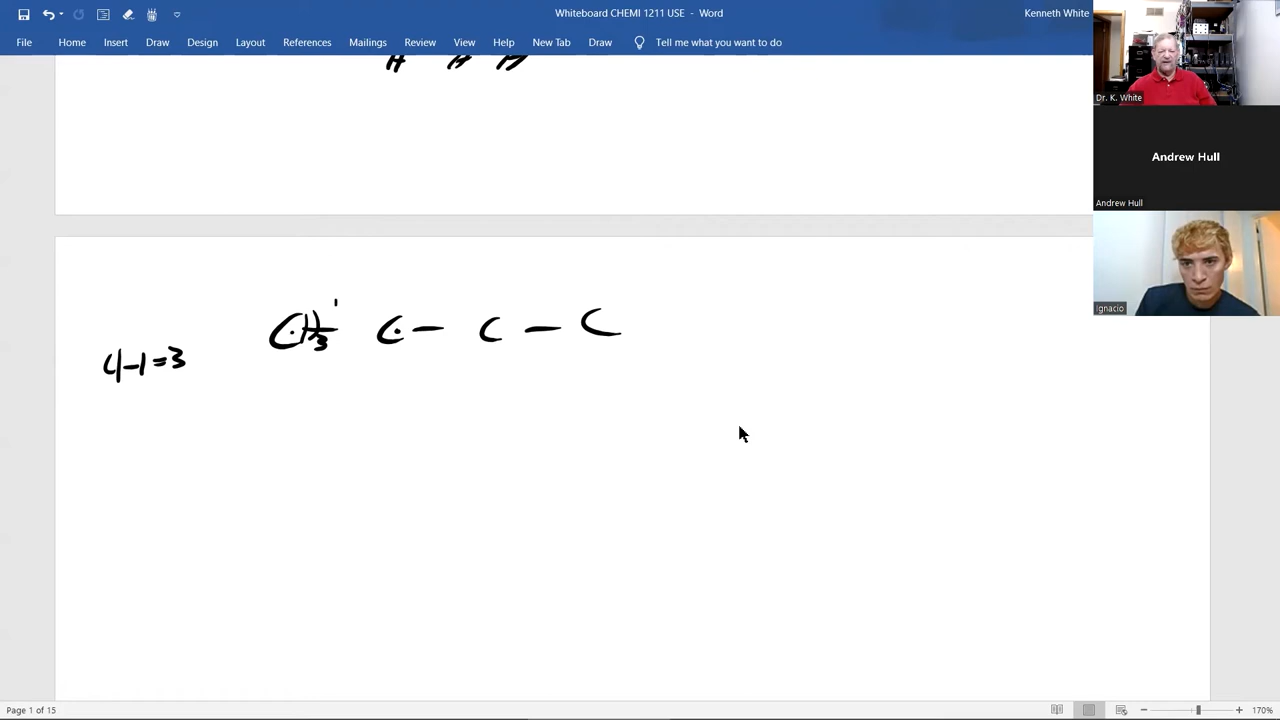 Whiteboard CHEMI 1211 USE - Word
Kenneth White
File Home Insert Draw Design Layout References Mailings Review View Help New Tab Draw Tell me what you want to do
H H H
Dr. K. White
Andrew Hull
Andrew Hull
Ignacio
CH3 C — C — C
4-1=3
Page 1 of 15
170%